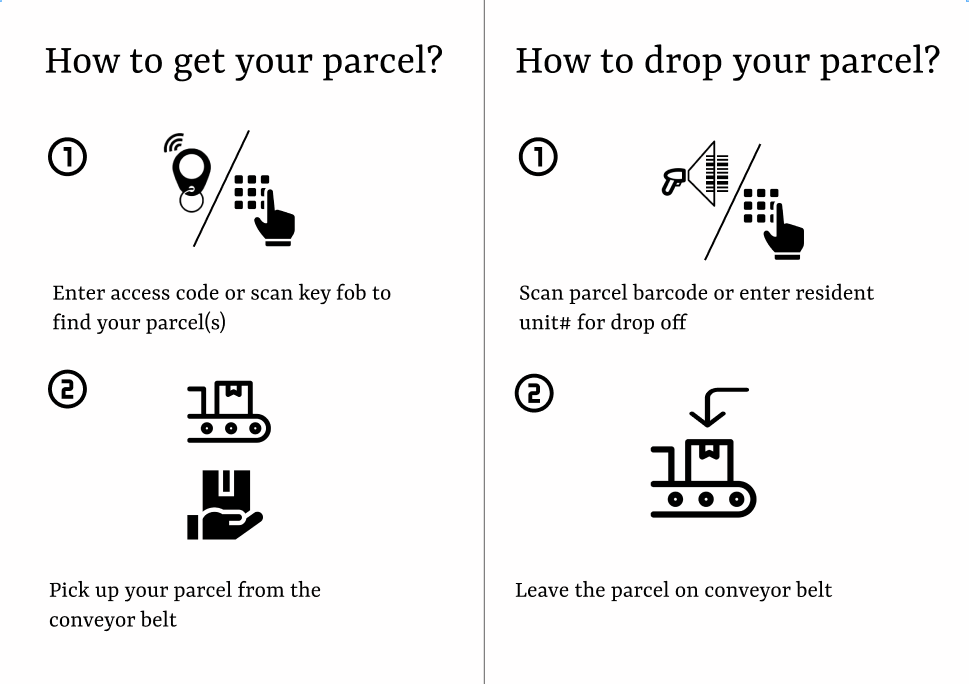 How to get your parcel?
1
Enter access code or scan key fob to
find your parcel(s)
2
Pick up your parcel from the
conveyor belt
How to drop your parcel?
1
Scan parcel barcode or enter resident
unit# for drop off
2
Leave the parcel on conveyor belt